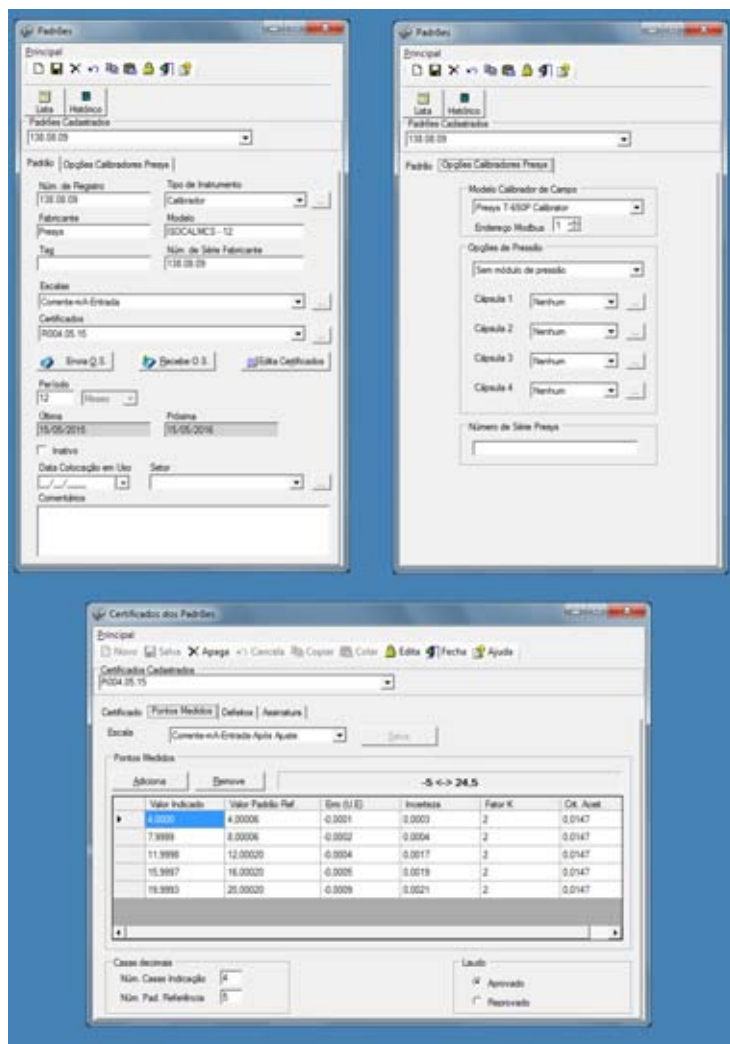 Padrões
Principal
Lista Histórico
Padrões Cadastrados
138.08.09
Padrão Opções Calibradores Presys
Núm. de Registro Tipo de Instrumento
138.08.09 Calibrador
Fabricante Modelo
Presys ISOCALMCS - 12
Tag Núm. de Série Fabricante
138.08.09
Escalas
Corrente-mA-Entrada
Certificados
R004.05.15
Envia O.S. Recebe O.S. Edita Certificados
Período
12 Meses
Última Próxima
15/05/2015 15/05/2016
Inativo
Data Colocação em Uso Setor
__/__/____
Comentários
Padrões
Principal
Lista Histórico
Padrões Cadastrados
138.08.09
Padrão Opções Calibradores Presys
Modelo Calibrador de Campo
Presys T-650P Calibrator
Endereço Modbus 1
Opções de Pressão
Sem módulo de pressão
Cápsula 1 Nenhum
Cápsula 2 Nenhum
Cápsula 3 Nenhum
Cápsula 4 Nenhum
Número de Série Presys
Certificados dos Padrões
Principal
Novo Salva Apaga Cancela Copiar Colar Edita Fecha Ajuda
Certificados Cadastrados
R004.05.15
Certificado Pontos Medidos Defeitos Assinatura
Escala Corrente-mA-Entrada Após Ajuste Salva
Pontos Medidos
Adiciona Remove -5 <-> 24,5
Valor Indicado Valor Padrão Ref. Erro (U.E) Incerteza Fator K Crit. Aceit.
4,0000 4,00006 -0,0001 0,0003 2 0,0147
7,9999 8,00006 -0,0002 0,0004 2 0,0147
11,9998 12,00020 -0,0004 0,0017 2 0,0147
15,9997 16,00020 -0,0005 0,0019 2 0,0147
19,9993 20,00020 -0,0009 0,0021 2 0,0147
Casas decimais Laudo
Núm. Casas Indicação 4 Aprovado
Núm. Pad. Referência 5 Reprovado